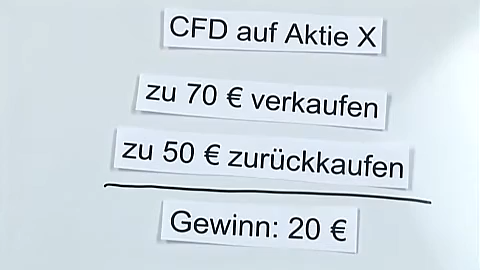 CFD auf Aktie X
zu 70 € verkaufen
zu 50 € zurückkaufen
Gewinn: 20 €